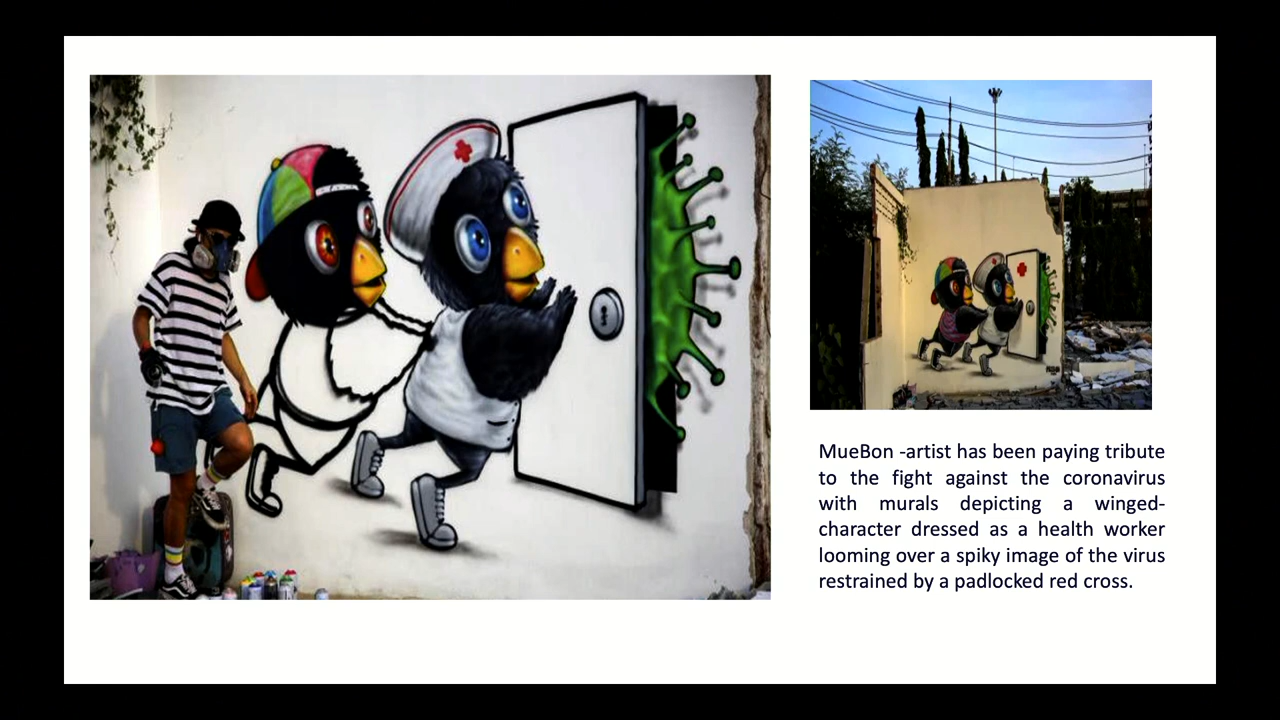 MueBon -artist has been paying tribute
to the fight against the coronavirus
with murals depicting a winged-
character dressed as a health worker
looming over a spiky image of the virus
restrained by a padlocked red cross.